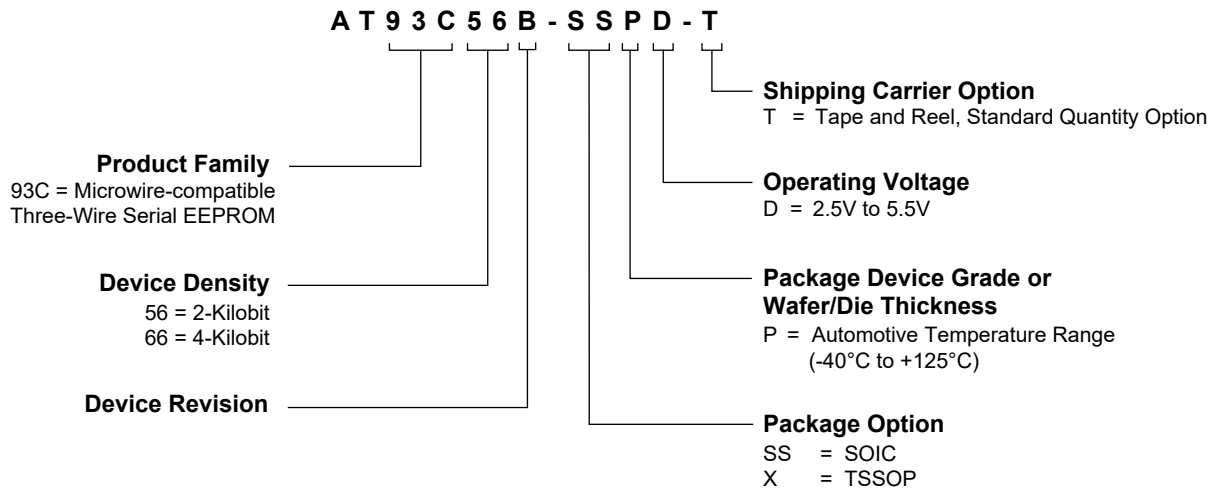 AT93C56B-SSPD-T
Shipping Carrier Option
T = Tape and Reel, Standard Quantity Option
Product Family
93C = Microwire-compatible
Three-Wire Serial EEPROM
Operating Voltage
D = 2.5V to 5.5V
Device Density
56 = 2-Kilobit
66 = 4-Kilobit
Package Device Grade or
Wafer/Die Thickness
P = Automotive Temperature Range
(-40°C to +125°C)
Device Revision
Package Option
SS = SOIC
X = TSSOP